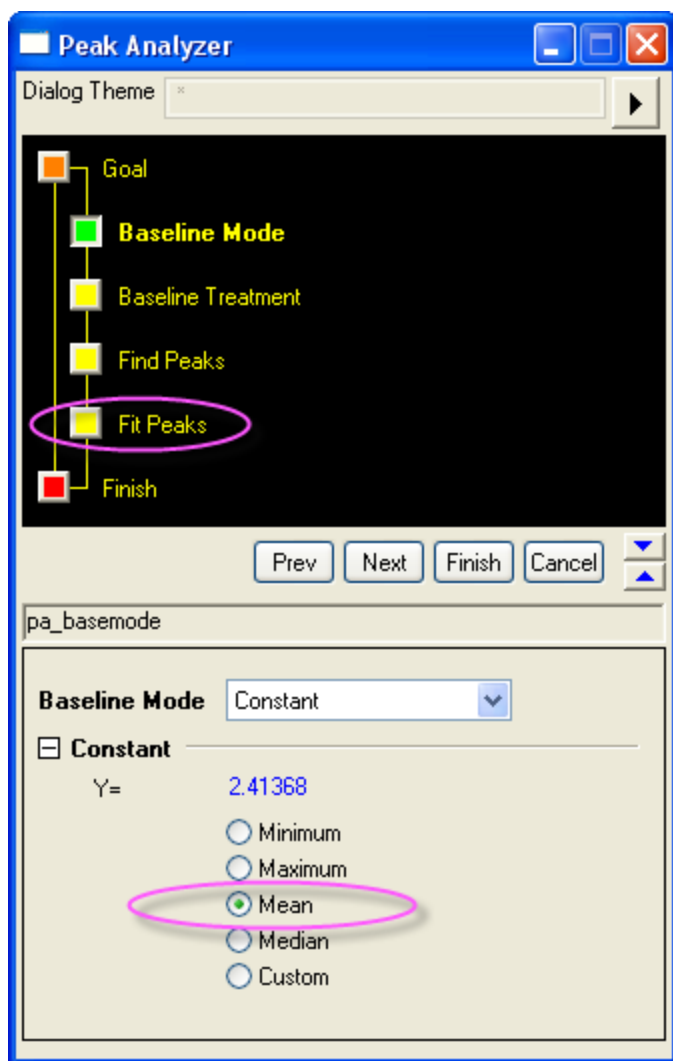 Peak Analyzer
Dialog Theme *
Goal
Baseline Mode
Baseline Treatment
Find Peaks
Fit Peaks
Finish
Prev Next Finish Cancel
pa_basemode
Baseline Mode Constant
Constant
Y= 2.41368
Minimum
Maximum
Mean
Median
Custom